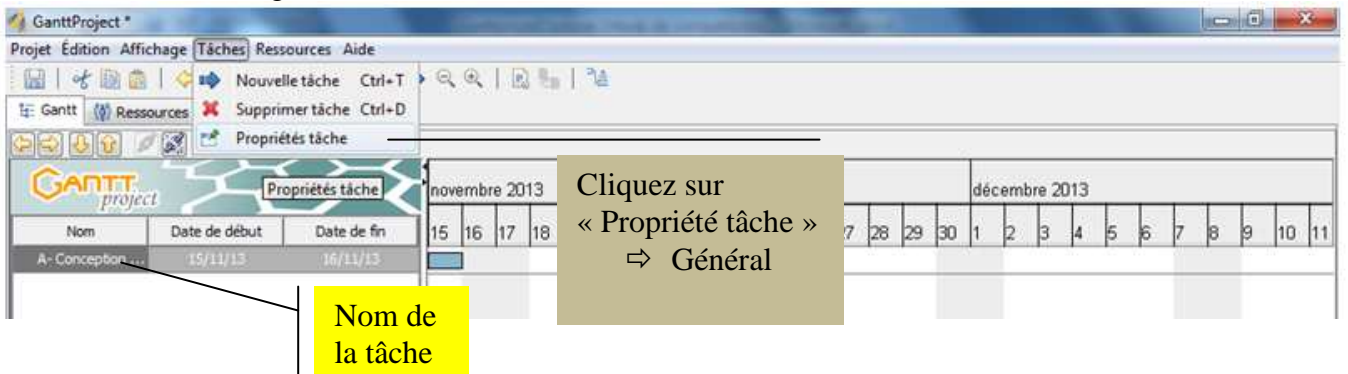 GanttProject *
Projet Édition Affichage Tâches Ressources Aide
Nouvelle tâche Ctrl+T
Gantt Ressources Supprimer tâche Ctrl+D
Propriétés tâche
GANTT project Propriétés tâche novembre 2013 décembre 2013
Cliquez sur
« Propriété tâche »
⇨ Général
Nom Date de début Date de fin 15 16 17 18 28 29 30 1 2 3 4 5 6 7 8 9 10 11
A- Conception ... 15/11/13 16/11/13
Nom de
la tâche